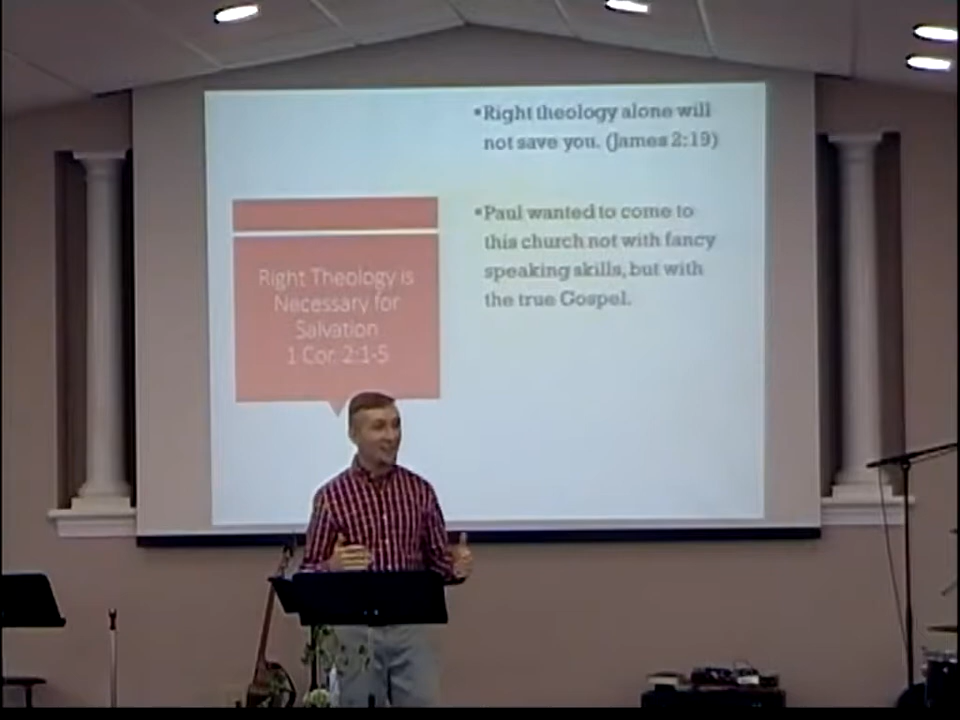 Right Theology is
Necessary for
Salvation
1 Cor. 2:1-5
▪Right theology alone will
not save you. (James 2:19)
▪Paul wanted to come to
this church not with fancy
speaking skills, but with
the true Gospel.